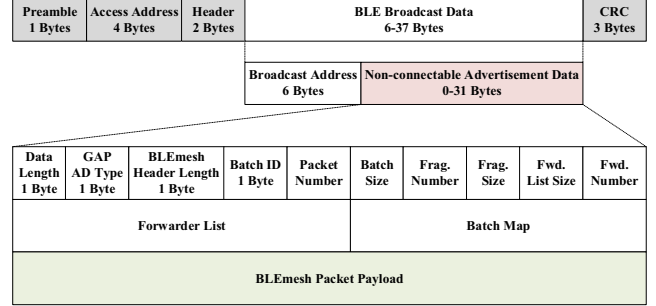 Preamble Access Address Header BLE Broadcast Data CRC
1 Bytes 4 Bytes 2 Bytes 6-37 Bytes 3 Bytes
Broadcast Address Non-connectable Advertisement Data
6 Bytes 0-31 Bytes
Data GAP BLEmesh Batch ID Packet Batch Frag. Frag. Fwd. Fwd.
Length AD Type Header Length 1 Byte Number Size Number Size List Size Number
1 Byte 1 Byte 1 Byte
Forwarder List Batch Map
BLEmesh Packet Payload